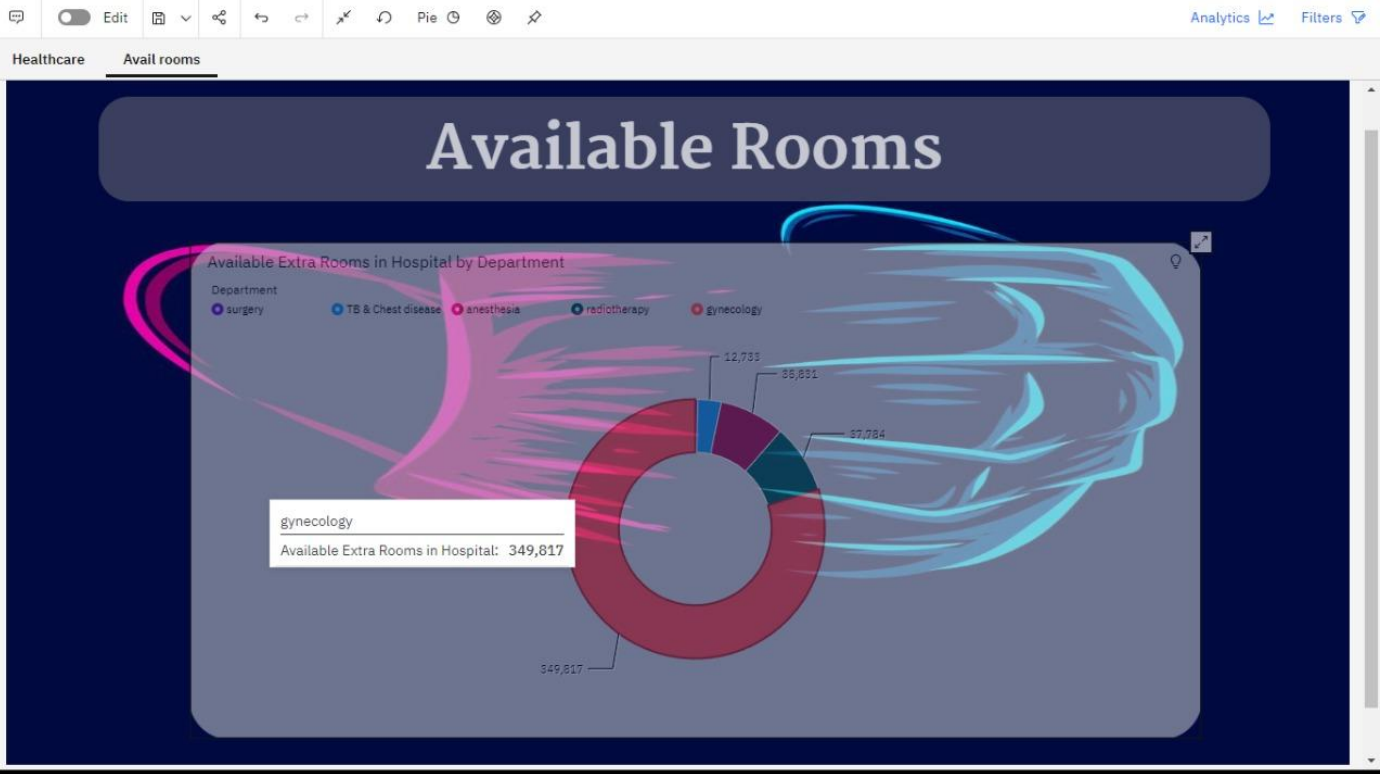 Edit Pie Analytics Filters
Healthcare Avail rooms
Available Rooms
Available Extra Rooms in Hospital by Department
Department
surgery TB & Chest disease anesthesia radiotherapy gynecology
12,733
37,784
gynecology
Available Extra Rooms in Hospital: 349,817
349,817